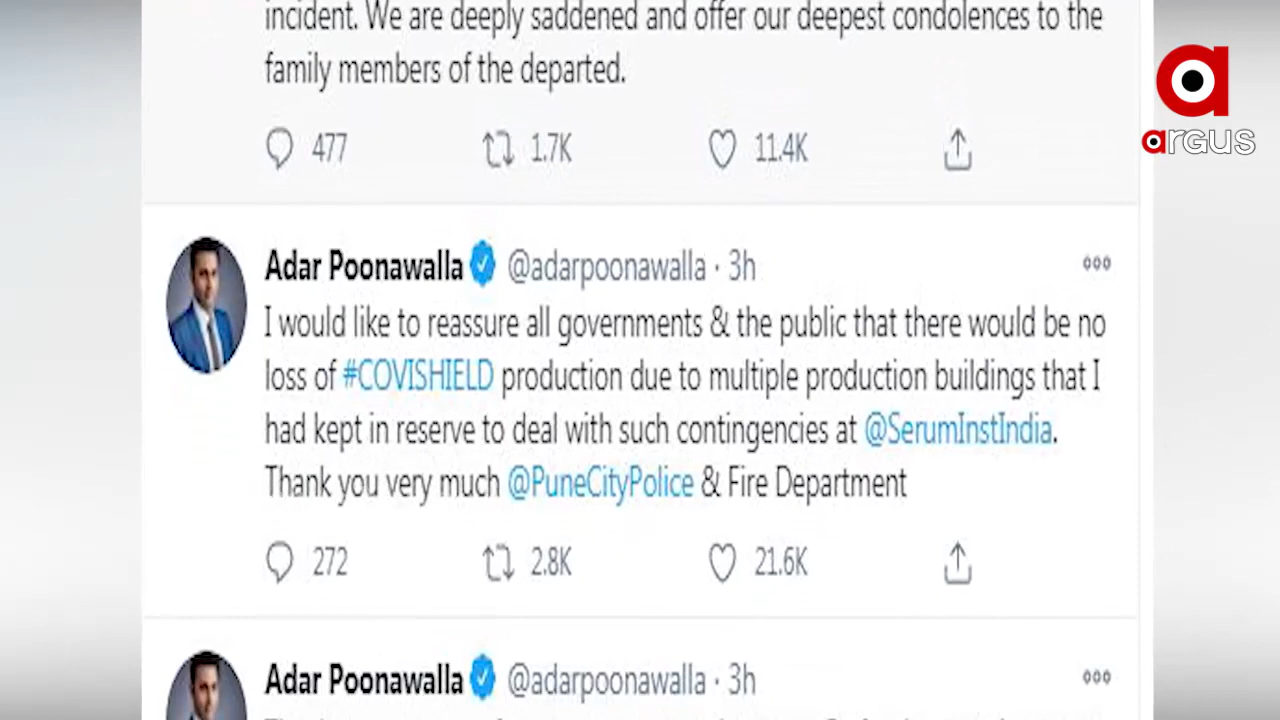 incident. We are deeply saddened and offer our deepest condolences to the
family members of the departed.
477 1.7K 11.4K
argus
Adar Poonawalla @adarpoonawalla · 3h
I would like to reassure all governments & the public that there would be no
loss of #COVISHIELD production due to multiple production buildings that I
had kept in reserve to deal with such contingencies at @SerumInstIndia.
Thank you very much @PuneCityPolice & Fire Department
272 2.8K 21.6K
Adar Poonawalla @adarpoonawalla · 3h